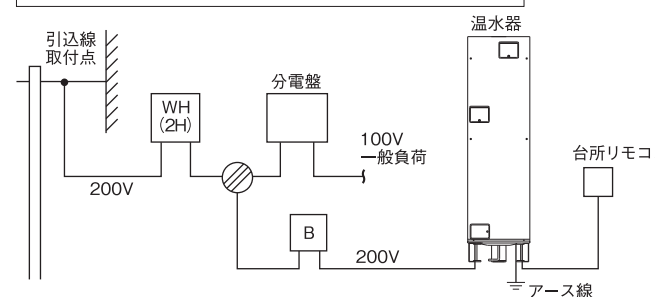 温水器
引込線
取付点
分電盤
WH
(2H)
100V
一般負荷
台所リモコ
200V
B
200V
アース線